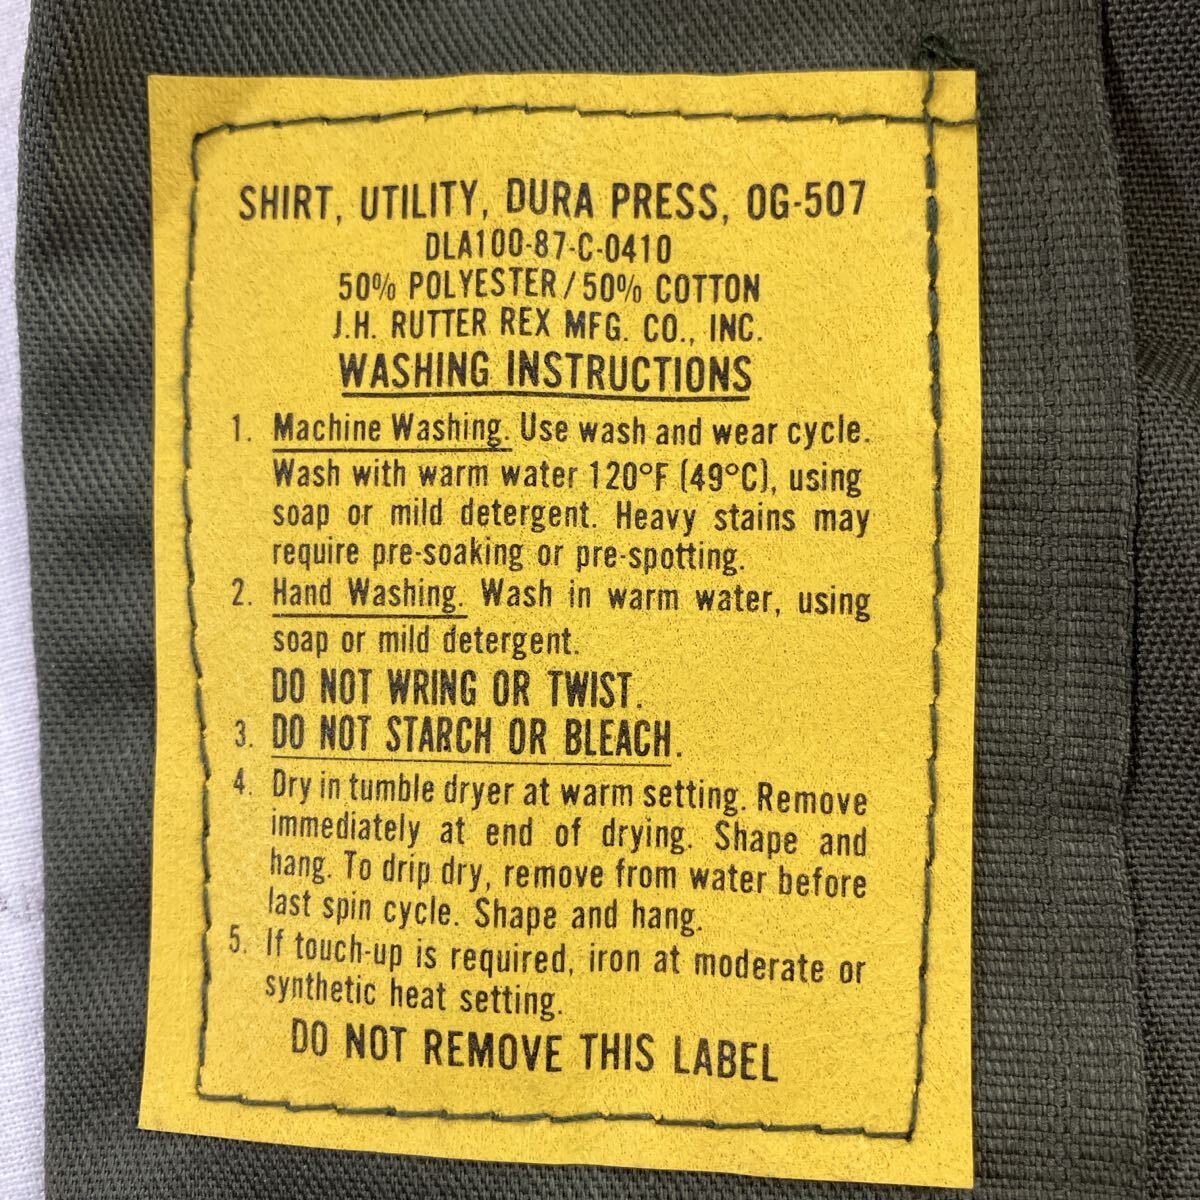 SHIRT, UTILITY, DURA PRESS, OG-507
DLA100-87-C-0410
50% POLYESTER/50% COTTON
J.H. RUTTER REX MFG. CO., INC.
WASHING INSTRUCTIONS
1. Machine Washing. Use wash and wear cycle.
Wash with warm water 120°F (49°C), using
soap or mild detergent. Heavy stains may
require pre-soaking or pre-spotting.
2. Hand Washing. Wash in warm water, using
soap or mild detergent.
DO NOT WRING OR TWIST.
3. DO NOT STARCH OR BLEACH.
4. Dry in tumble dryer at warm setting. Remove
immediately at end of drying. Shape and
hang. To drip dry, remove from water before
last spin cycle. Shape and hang.
5. If touch-up is required, iron at moderate or
synthetic heat setting.
DO NOT REMOVE THIS LABEL